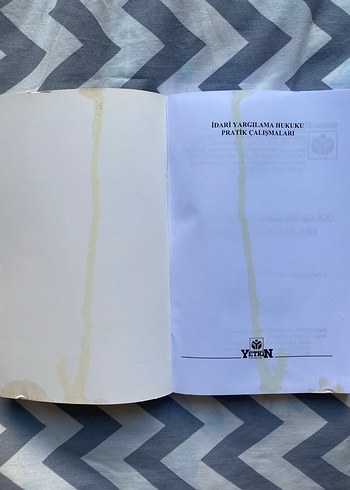 İDARİ YARGILAMA HUKUKU
PRATİK ÇALIŞMALARI
YETKİN